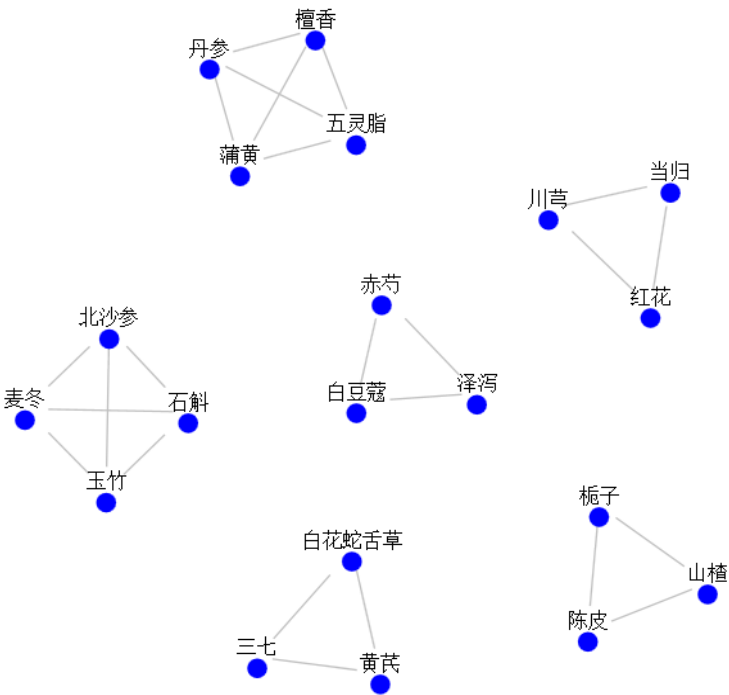 檀香
丹参
五灵脂
蒲黄
当归
川芎
红花
赤芍
白豆蔻
泽泻
北沙参
麦冬
石斛
玉竹
栀子
山楂
陈皮
白花蛇舌草
三七
黄芪